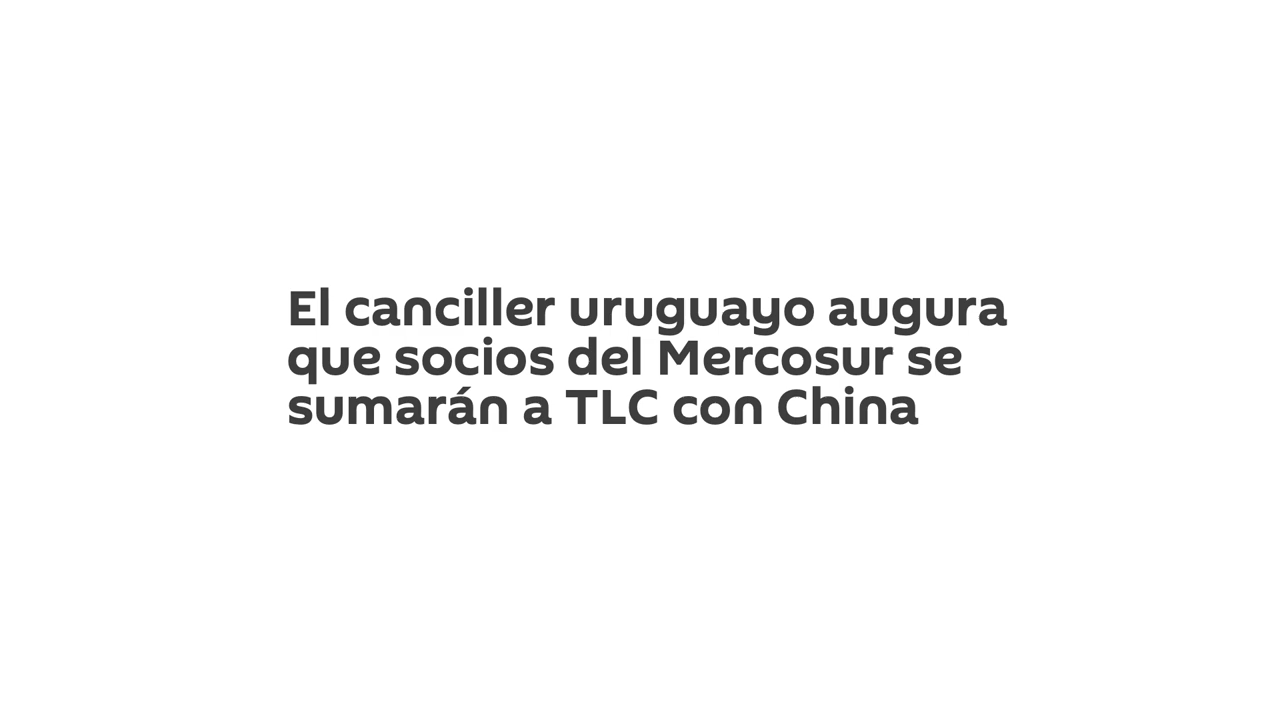 El canciller uruguayo augura
que socios del Mercosur se
sumarán a TLC con China